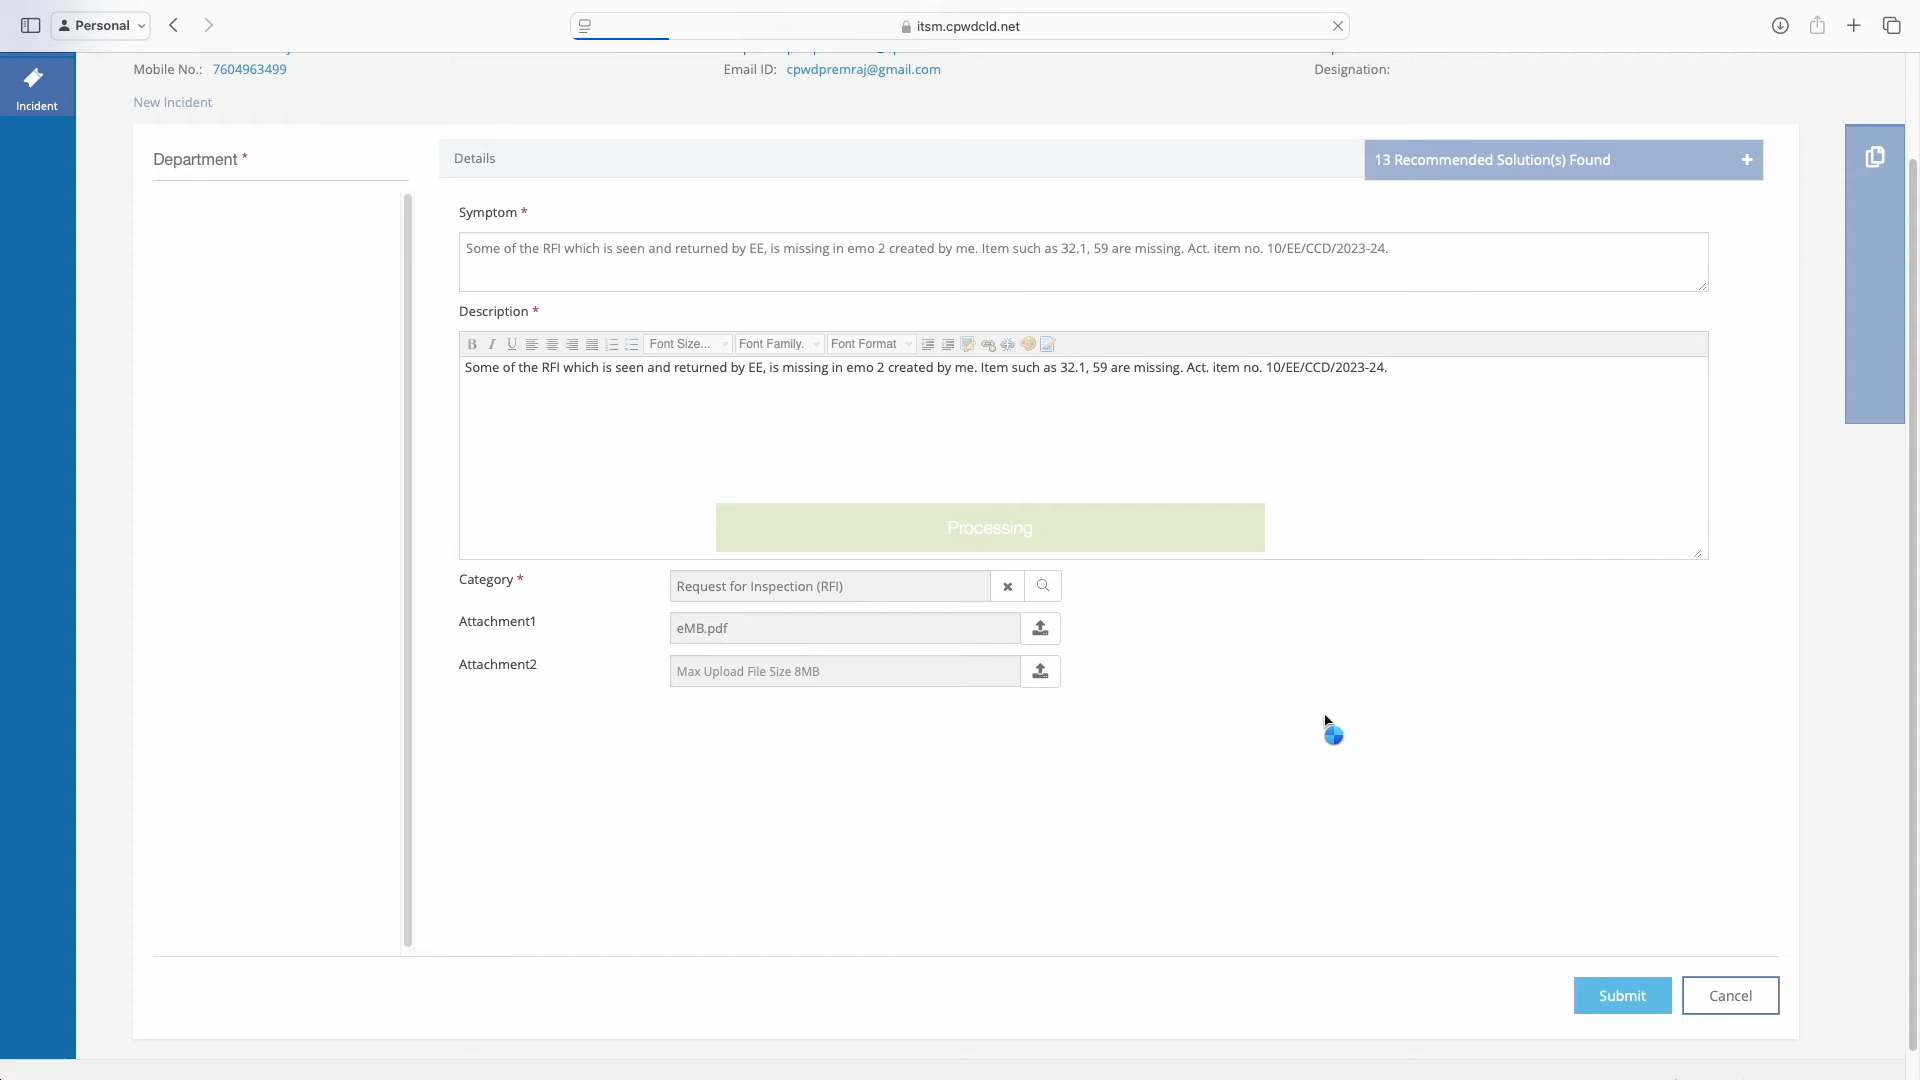 Personal
itsm.cpwdcld.net
Mobile No.: 7604963499
Email ID: cpwdpremraj@gmail.com
Designation:
Incident
New Incident
Department *
Details
13 Recommended Solution(s) Found +
Symptom *
Some of the RFI which is seen and returned by EE, is missing in emo 2 created by me. Item such as 32.1, 59 are missing. Act. item no. 10/EE/CCD/2023-24.
Description *
B I U Font Size... Font Family. Font Format
Some of the RFI which is seen and returned by EE, is missing in emo 2 created by me. Item such as 32.1, 59 are missing. Act. item no. 10/EE/CCD/2023-24.
Processing
Category * Request for Inspection (RFI)
Attachment1 eMB.pdf
Attachment2 Max Upload File Size 8MB
Submit Cancel